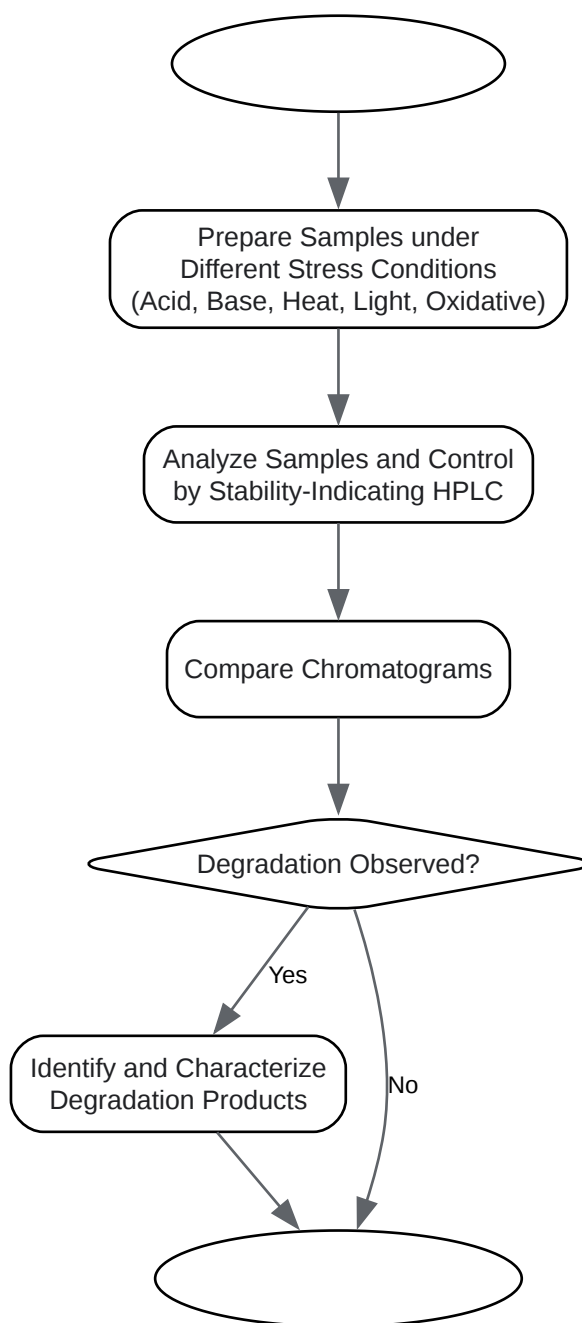 Prepare Samples under
Different Stress Conditions
(Acid, Base, Heat, Light, Oxidative)
Analyze Samples and Control
by Stability-Indicating HPLC
Compare Chromatograms
Degradation Observed?
Yes
Identify and Characterize
Degradation Products
No